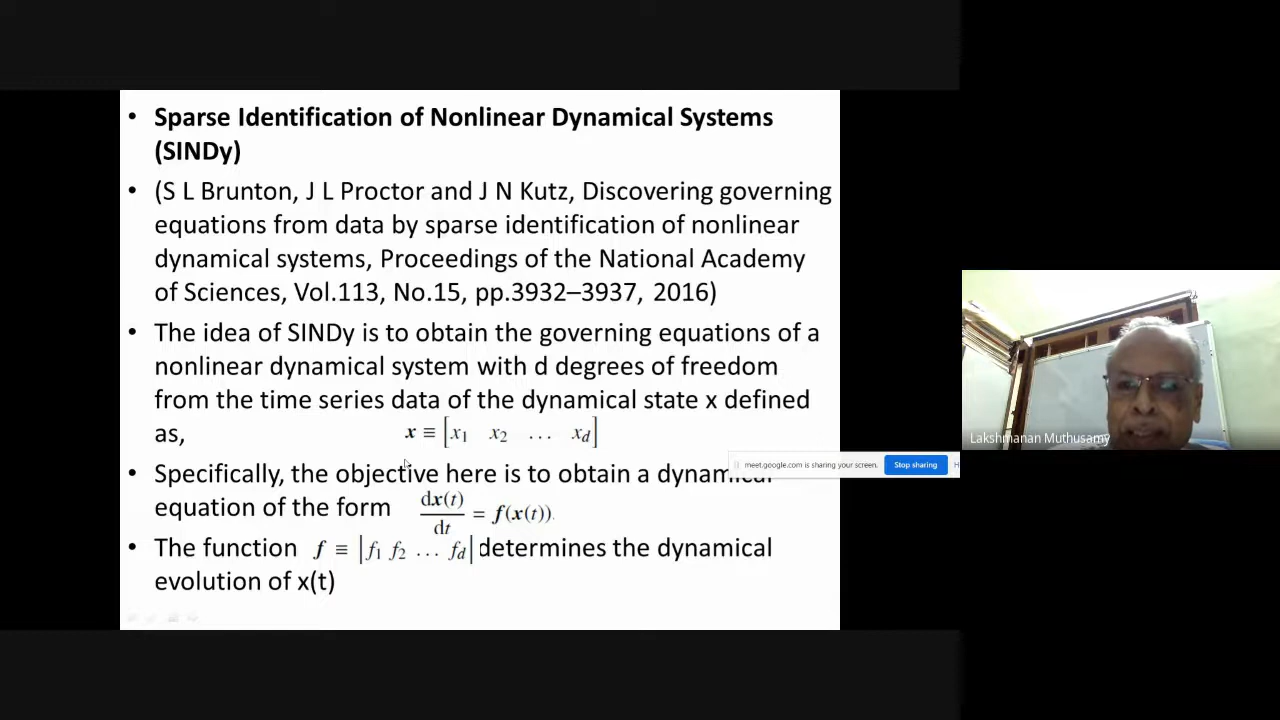 • Sparse Identification of Nonlinear Dynamical Systems
(SINDy)
• (S L Brunton, J L Proctor and J N Kutz, Discovering governing
equations from data by sparse identification of nonlinear
dynamical systems, Proceedings of the National Academy
of Sciences, Vol.113, No.15, pp.3932–3937, 2016)
• The idea of SINDy is to obtain the governing equations of a
nonlinear dynamical system with d degrees of freedom
from the time series data of the dynamical state x defined
as, x ≡ [x₁ x₂ … x_d]
• Specifically, the objective here is to obtain a dynamical
equation of the form dx(t)/dt = f(x(t)).
• The function f ≡ |f₁ f₂ … f_d| determines the dynamical
evolution of x(t)
Lakshmanan Muthusamy
meet.google.com is sharing your screen. Stop sharing H